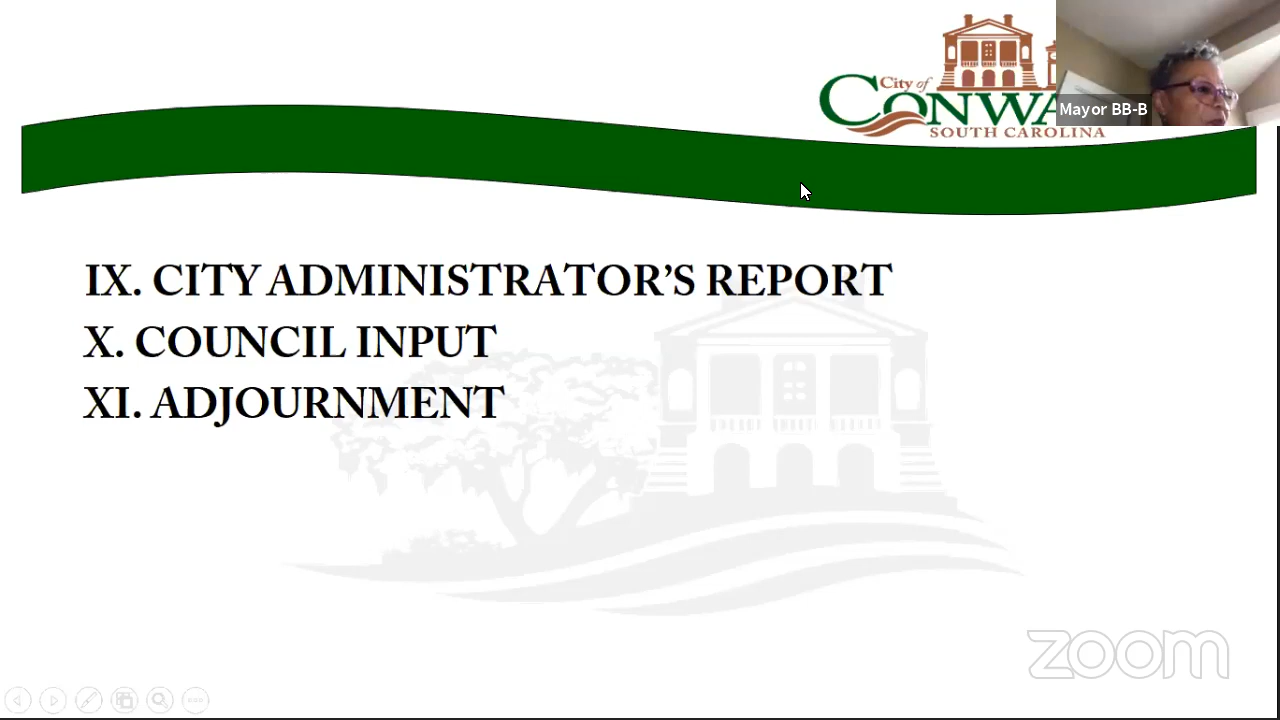 City of
CONWA
SOUTH CAROLINA
Mayor BB-B
IX. CITY ADMINISTRATOR’S REPORT
X. COUNCIL INPUT
XI. ADJOURNMENT
zoom